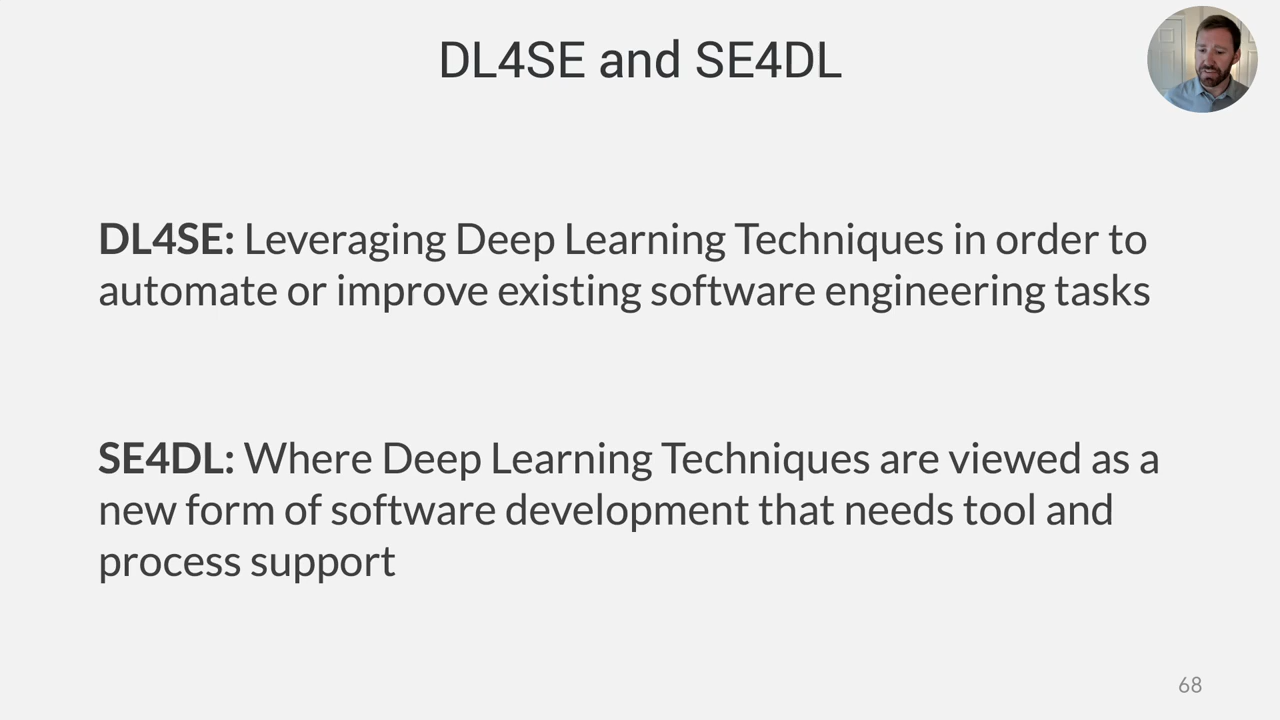 DL4SE and SE4DL
DL4SE: Leveraging Deep Learning Techniques in order to
automate or improve existing software engineering tasks
SE4DL: Where Deep Learning Techniques are viewed as a
new form of software development that needs tool and
process support
68